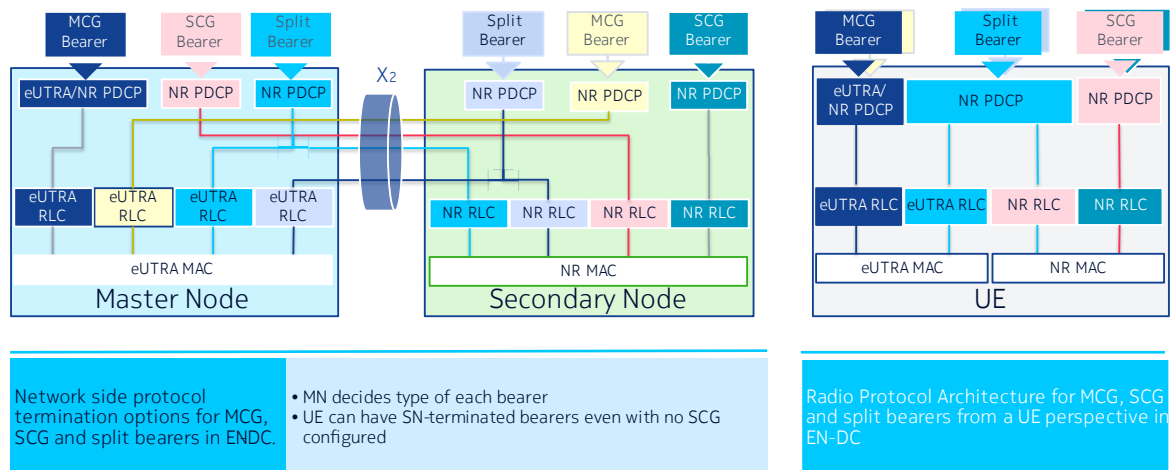 MCG
Bearer
SCG
Bearer
Split
Bearer
Split
Bearer
MCG
Bearer
SCG
Bearer
MCG
Bearer
Split
Bearer
SCG
Bearer
X2
eUTRA/NR PDCP
NR PDCP
NR PDCP
NR PDCP
NR PDCP
NR PDCP
eUTRA/
NR PDCP
NR PDCP
NR PDCP
eUTRA
RLC
eUTRA
RLC
eUTRA
RLC
eUTRA
RLC
NR RLC
NR RLC
NR RLC
NR RLC
eUTRA RLC
eUTRA RLC
NR RLC
NR RLC
eUTRA MAC
NR MAC
eUTRA MAC
NR MAC
Master Node
Secondary Node
UE
Network side protocol
termination options for MCG,
SCG and split bearers in ENDC.
• MN decides type of each bearer
• UE can have SN-terminated bearers even with no SCG
configured
Radio Protocol Architecture for MCG, SCG
and split bearers from a UE perspective in
EN-DC